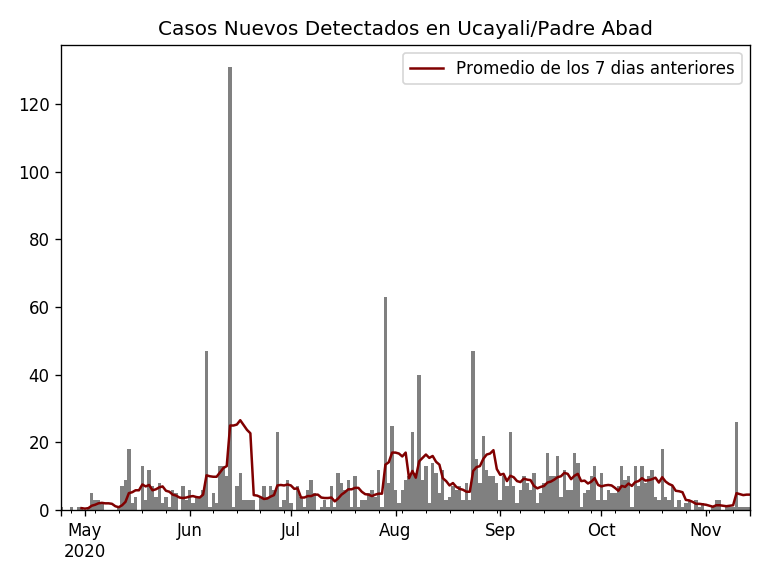 Casos Nuevos Detectados en Ucayali/Padre Abad
Promedio de los 7 dias anteriores
120
100
80
60
40
20
0
May Jun Jul Aug Sep Oct Nov
2020